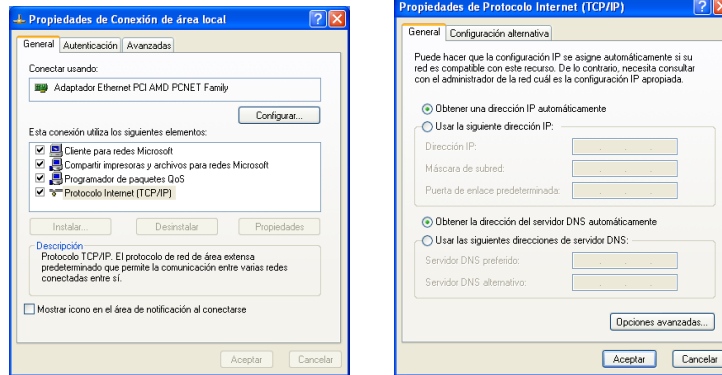 Propiedades de Conexión de área local
General
Autenticación
Avanzadas
Conectar usando:
Adaptador Ethernet PCI AMD PCNET Family
Configurar...
Esta conexión utiliza los siguientes elementos:
Cliente para redes Microsoft
Compartir impresoras y archivos para redes Microsoft
Programador de paquetes QoS
Protocolo Internet (TCP/IP)
Instalar...
Desinstalar
Propiedades
Descripción
Protocolo TCP/IP. El protocolo de red de área extensa
predeterminado que permite la comunicación entre varias redes
conectadas entre sí.
Mostrar icono en el área de notificación al conectarse
Aceptar
Cancelar
Propiedades de Protocolo Internet (TCP/IP)
General
Configuración alternativa
Puede hacer que la configuración IP se asigne automáticamente si su
red es compatible con este recurso. De lo contrario, necesita consultar
con el administrador de la red cuál es la configuración IP apropiada.
Obtener una dirección IP automáticamente
Usar la siguiente dirección IP:
Dirección IP:
Máscara de subred:
Puerta de enlace predeterminada:
Obtener la dirección del servidor DNS automáticamente
Usar las siguientes direcciones de servidor DNS:
Servidor DNS preferido:
Servidor DNS alternativo:
Opciones avanzadas...
Aceptar
Cancelar